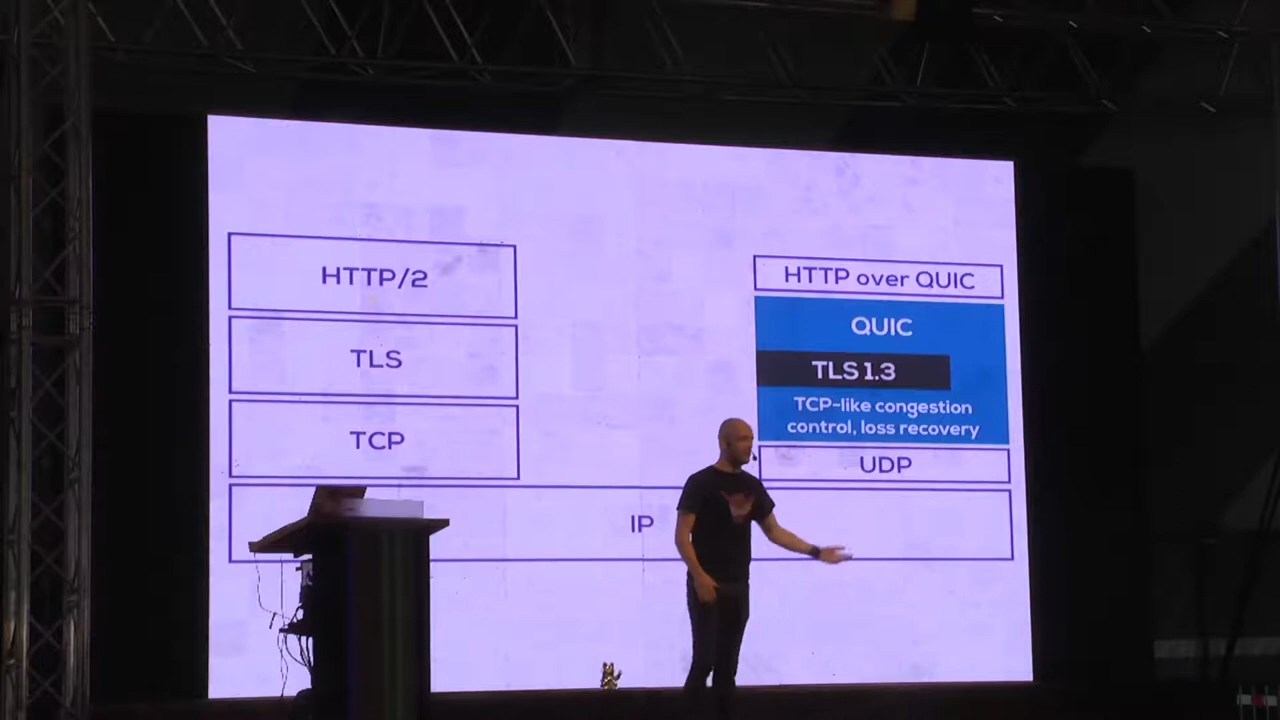 HTTP/2
TLS
TCP
HTTP over QUIC
QUIC
TLS 1.3
TCP-like congestion
control, loss recovery
UDP
IP